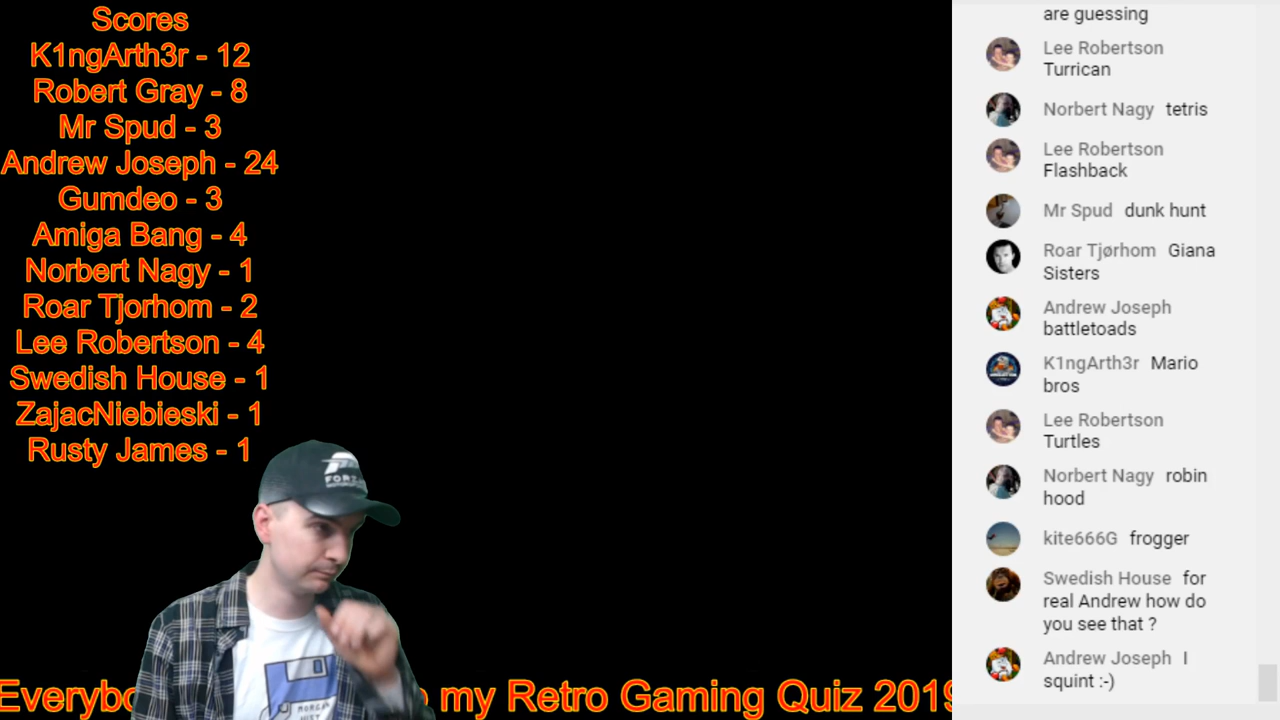 Scores
K1ngArth3r - 12
Robert Gray - 8
Mr Spud - 3
Andrew Joseph - 24
Gumdeo - 3
Amiga Bang - 4
Norbert Nagy - 1
Roar Tjorhom - 2
Lee Robertson - 4
Swedish House - 1
ZajacNiebieski - 1
Rusty James - 1
my Retro Gaming Quiz 2019
are guessing
Lee Robertson
Turrican
Norbert Nagy tetris
Lee Robertson
Flashback
Mr Spud dunk hunt
Roar Tjørhom Giana
Sisters
Andrew Joseph
battletoads
K1ngArth3r Mario
bros
Lee Robertson
Turtles
Norbert Nagy robin
hood
kite666G frogger
Swedish House for
real Andrew how do
you see that ?
Andrew Joseph I
squint :-)